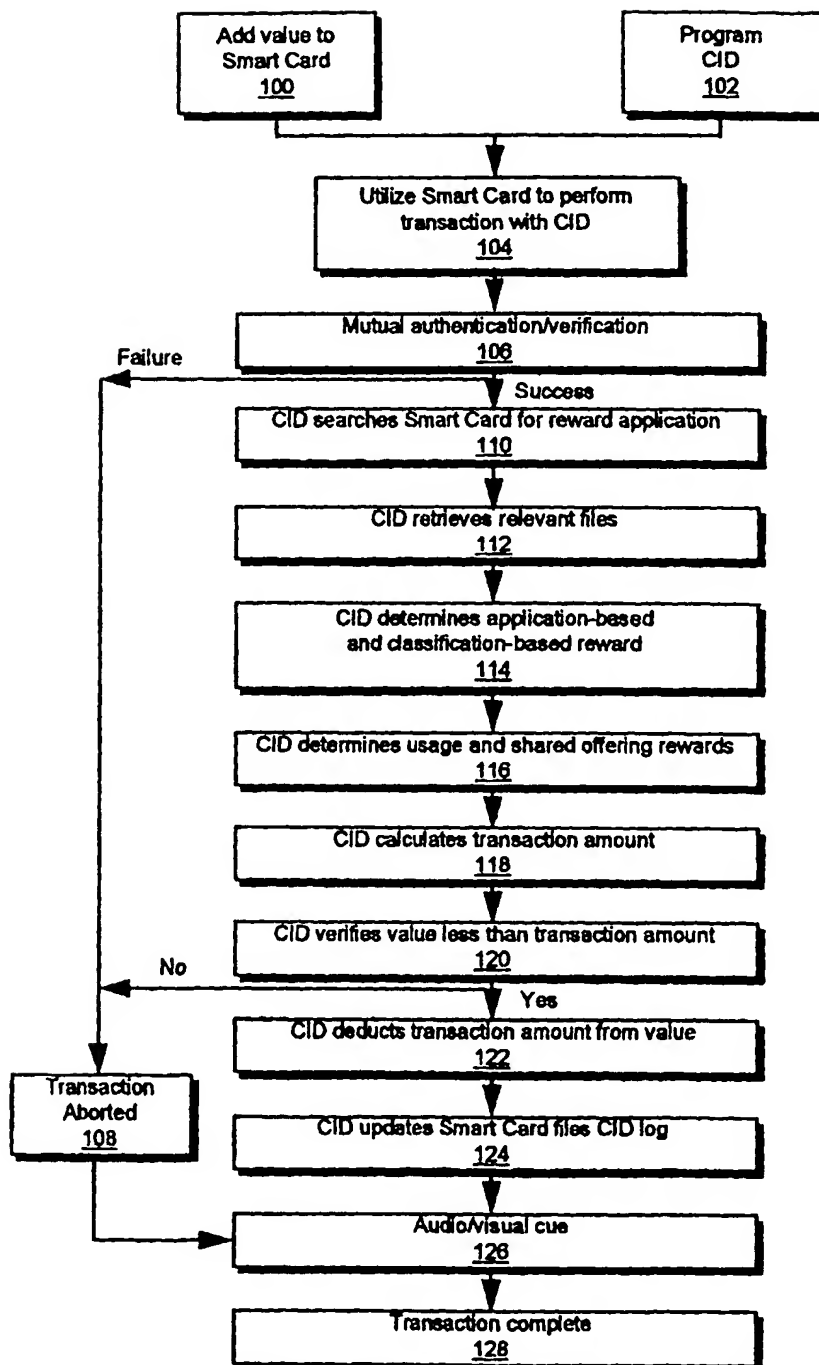 Add value to
Smart Card
100
Program
CID
102
Utilize Smart Card to perform
transaction with CID
104
Mutual authentication/verification
106
Failure
Success
CID searches Smart Card for reward application
110
CID retrieves relevant files
112
CID determines application-based
and classification-based reward
114
CID determines usage and shared offering rewards
116
CID calculates transaction amount
118
CID verifies value less than transaction amount
120
No
Yes
CID deducts transaction amount from value
122
Transaction
Aborted
108
CID updates Smart Card files CID log
124
Audio/visual cue
126
Transaction complete
128